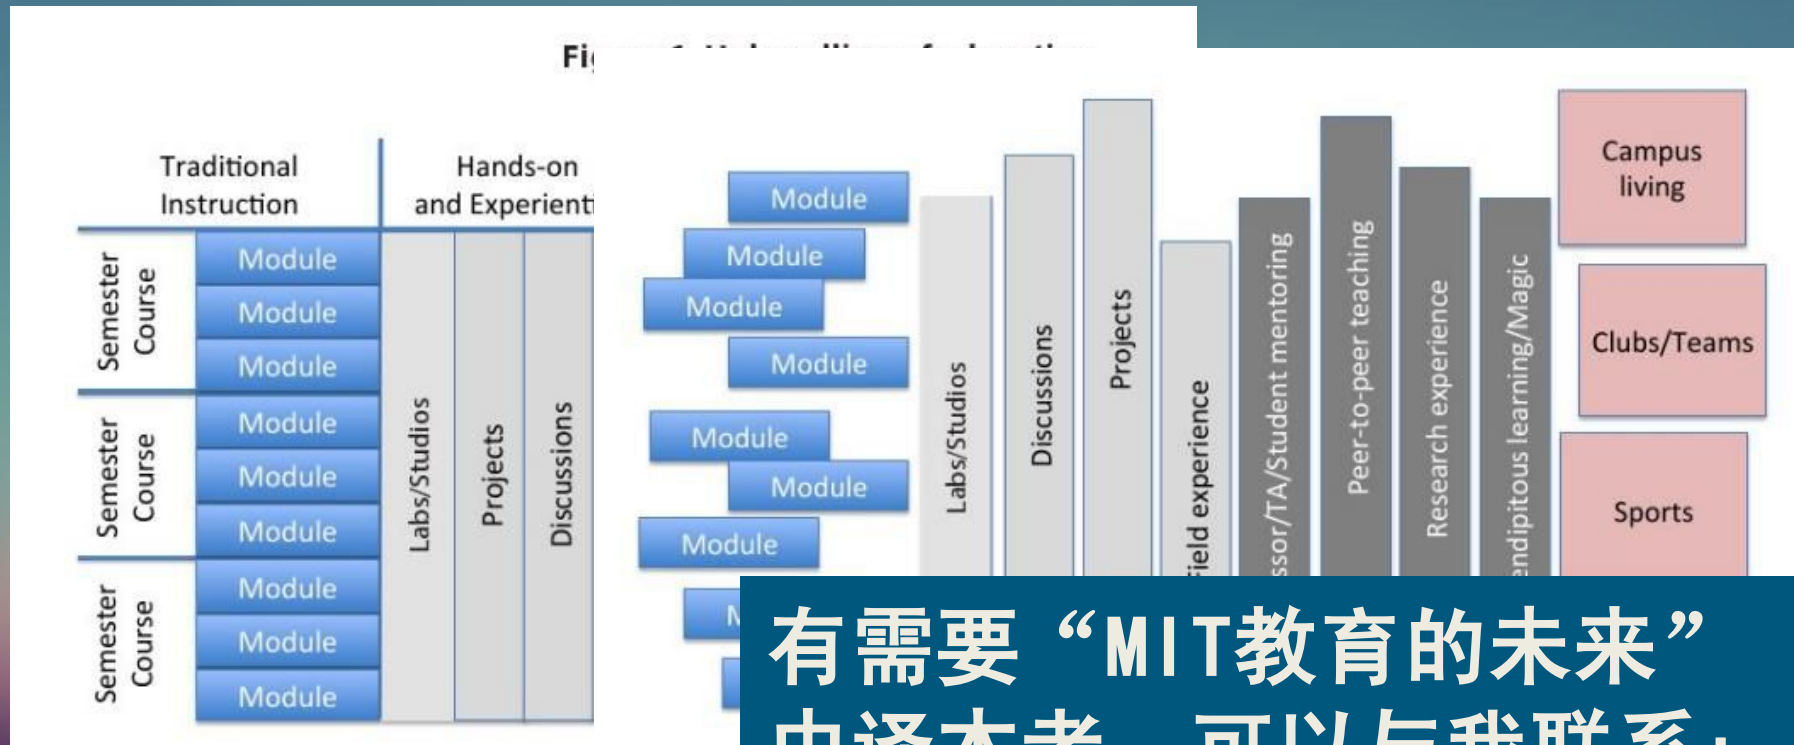 Traditional
Instruction
Hands-on
and Experienti
Semester
Course
Module
Module
Module
Semester
Course
Module
Module
Module
Semester
Course
Module
Module
Module
Labs/Studios
Projects
Discussions
Module
Module
Module
Module
Module
Module
Module
Labs/Studios
Discussions
Projects
Field experience
ssor/TA/Student mentoring
Peer-to-peer teaching
Research experience
endipitous learning/Magic
Campus
living
Clubs/Teams
Sports
有需要“MIT教育的未来”